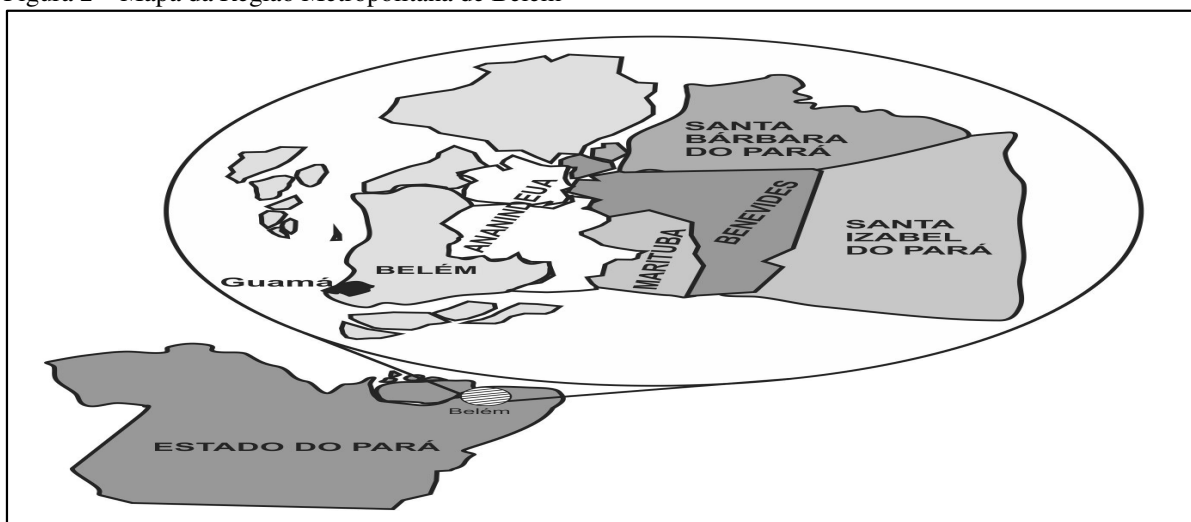 Figura 2 – Mapa da Região Metropolitana de Belém
SANTA
BÁRBARA
DO PARÁ
ANANINDEUA
BENEVIDES
SANTA
IZABEL
DO PARÁ
MARITUBA
BELÉM
Guamá
Belém
ESTADO DO PARÁ